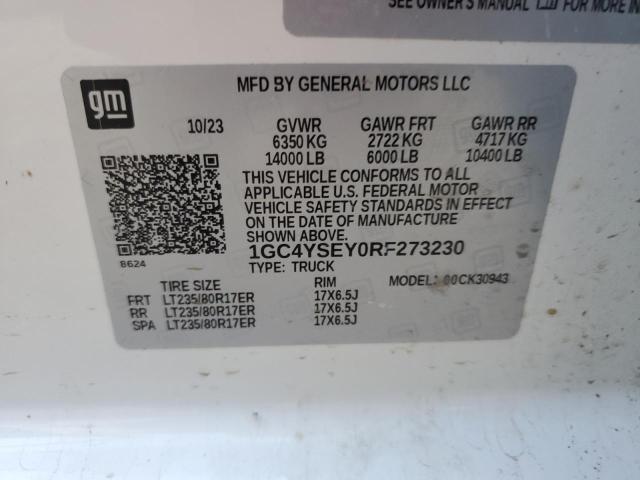 SEE OWNER'S MANUAL FOR MORE IN
gm
MFD BY GENERAL MOTORS LLC
10/23 GVWR GAWR FRT GAWR RR
6350 KG 2722 KG 4717 KG
14000 LB 6000 LB 10400 LB
THIS VEHICLE CONFORMS TO ALL
APPLICABLE U.S. FEDERAL MOTOR
VEHICLE SAFETY STANDARDS IN EFFECT
ON THE DATE OF MANUFACTURE
SHOWN ABOVE.
1GC4YSEY0RF273230
8624
TYPE: TRUCK MODEL: 00CK30943
TIRE SIZE RIM
FRT LT235/80R17ER 17X6.5J
RR LT235/80R17ER 17X6.5J
SPA LT235/80R17ER 17X6.5J